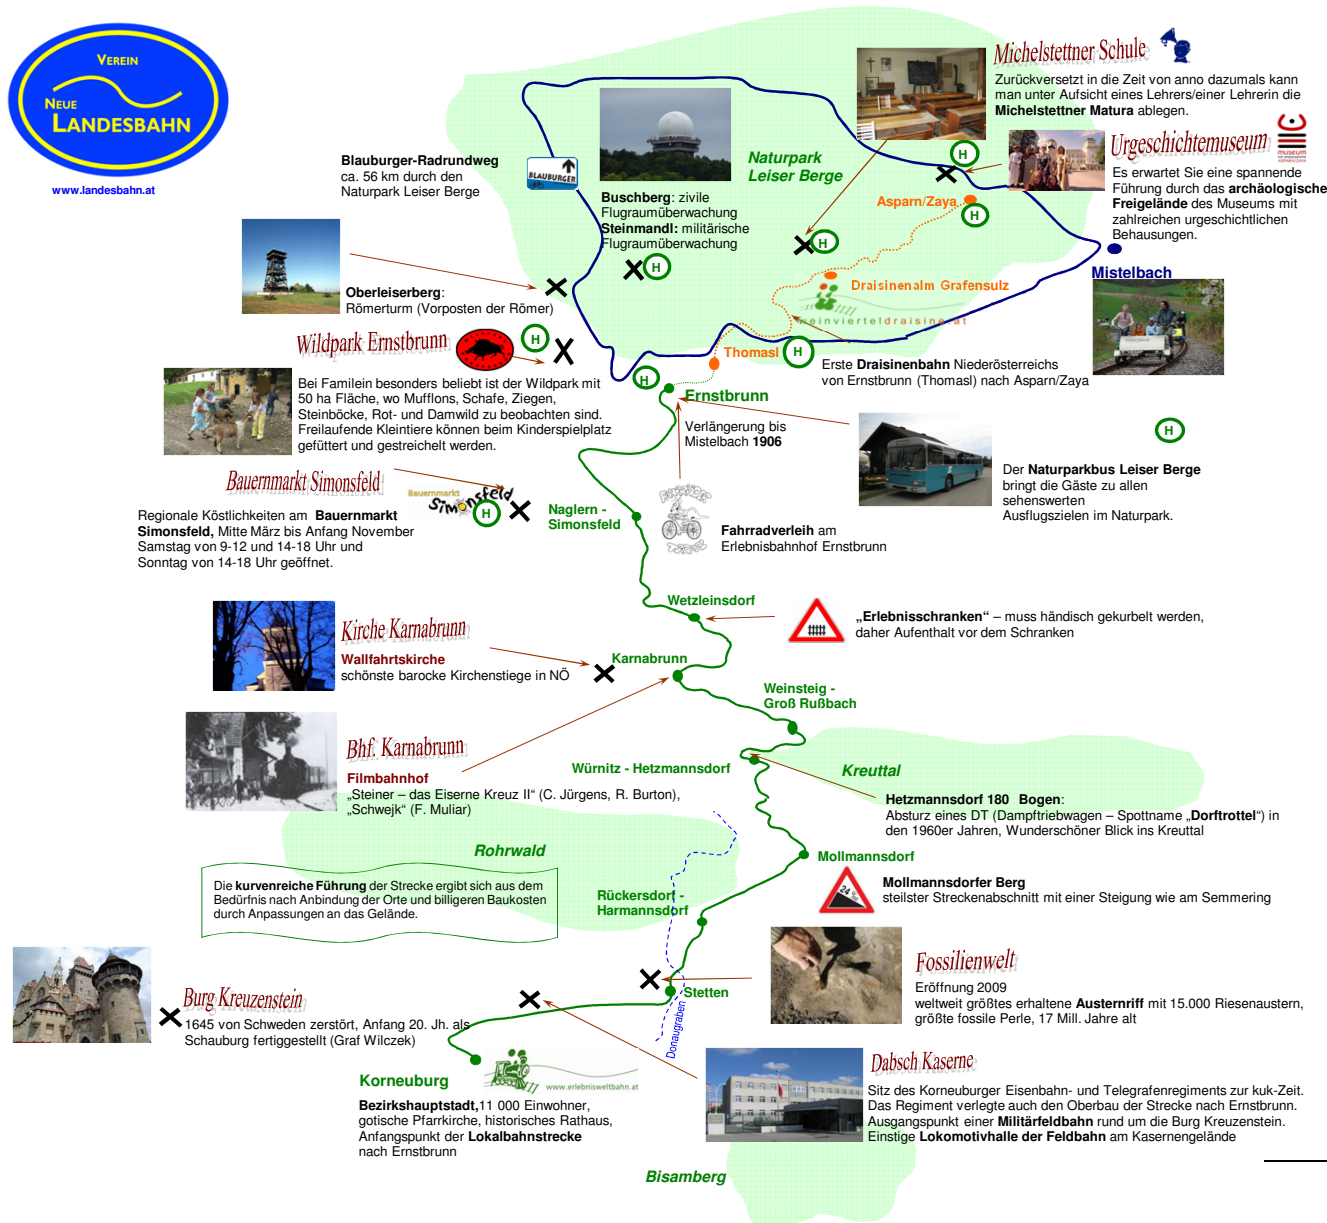 VEREIN
NEUE
LANDESBAHN
www.landesbahn.at
Michelstettner Schule
Zurückversetzt in die Zeit von anno dazumals kann
man unter Aufsicht eines Lehrers/einer Lehrerin die
Michelstettner Matura ablegen.
Urgeschichtemuseum
museum
Es erwartet Sie eine spannende
Führung durch das archäologische
Freigelände des Museums mit
zahlreichen urgeschichtlichen
Behausungen.
Blauburger-Radrundweg
ca. 56 km durch den
Naturpark Leiser Berge
BLAUBURGER
Naturpark
Leiser Berge
H
Buschberg: zivile
Flugraumüberwachung
Steinmandl: militärische
Flugraumüberwachung
H
Asparn/Zaya
H
H
Mistelbach
Oberleiserberg:
Römerturm (Vorposten der Römer)
Draisinenalm Grafensulz
weinvierteldraisine.at
Wildpark Ernstbrunn
H
Thomasl
H
Erste Draisinenbahn Niederösterreichs
von Ernstbrunn (Thomasl) nach Asparn/Zaya
Bei Familein besonders beliebt ist der Wildpark mit
50 ha Fläche, wo Mufflons, Schafe, Ziegen,
Steinböcke, Rot- und Damwild zu beobachten sind.
Freilaufende Kleintiere können beim Kinderspielplatz
gefüttert und gestreichelt werden.
H
Ernstbrunn
Verlängerung bis
Mistelbach 1906
H
Der Naturparkbus Leiser Berge
bringt die Gäste zu allen
sehenswerten
Ausflugszielen im Naturpark.
Bauernmarkt Simonsfeld
Bauernmarkt
Simonsfeld
H
Regionale Köstlichkeiten am Bauernmarkt
Simonsfeld, Mitte März bis Anfang November
Samstag von 9-12 und 14-18 Uhr und
Sonntag von 14-18 Uhr geöffnet.
Naglern -
Simonsfeld
Fahrradverleih am
Erlebnisbahnhof Ernstbrunn
Wetzleinsdorf
„Erlebnisschranken“ – muss händisch gekurbelt werden,
daher Aufenthalt vor dem Schranken
Kirche Karnabrunn
Wallfahrtskirche
schönste barocke Kirchenstiege in NÖ
Karnabrunn
Weinsteig -
Groß Rußbach
Bhf. Karnabrunn
Filmbahnhof
„Steiner – das Eiserne Kreuz II“ (C. Jürgens, R. Burton),
„Schwejk“ (F. Muliar)
Würnitz - Hetzmannsdorf
Kreuttal
Hetzmannsdorf 180 Bogen:
Absturz eines DT (Dampftriebwagen – Spottname „Dorftrottel“) in
den 1960er Jahren, Wunderschöner Blick ins Kreuttal
Rohrwald
Mollmannsdorf
24 %
Mollmannsdorfer Berg
steilster Streckenabschnitt mit einer Steigung wie am Semmering
Die kurvenreiche Führung der Strecke ergibt sich aus dem
Bedürfnis nach Anbindung der Orte und billigeren Baukosten
durch Anpassungen an das Gelände.
Rückersdorf -
Harmannsdorf
Fossilienwelt
Eröffnung 2009
weltweit größtes erhaltene Austernriff mit 15.000 Riesenaustern,
größte fossile Perle, 17 Mill. Jahre alt
Stetten
Donaugraben
Burg Kreuzenstein
1645 von Schweden zerstört, Anfang 20. Jh. als
Schauburg fertiggestellt (Graf Wilczek)
Korneuburg
www.erlebnisweltbahn.at
Bezirkshauptstadt,11 000 Einwohner,
gotische Pfarrkirche, historisches Rathaus,
Anfangspunkt der Lokalbahnstrecke
nach Ernstbrunn
Dabsch Kaserne
Sitz des Korneuburger Eisenbahn- und Telegrafenregiments zur kuk-Zeit.
Das Regiment verlegte auch den Oberbau der Strecke nach Ernstbrunn.
Ausgangspunkt einer Militärfeldbahn rund um die Burg Kreuzenstein.
Einstige Lokomotivhalle der Feldbahn am Kasernengelände
Bisamberg